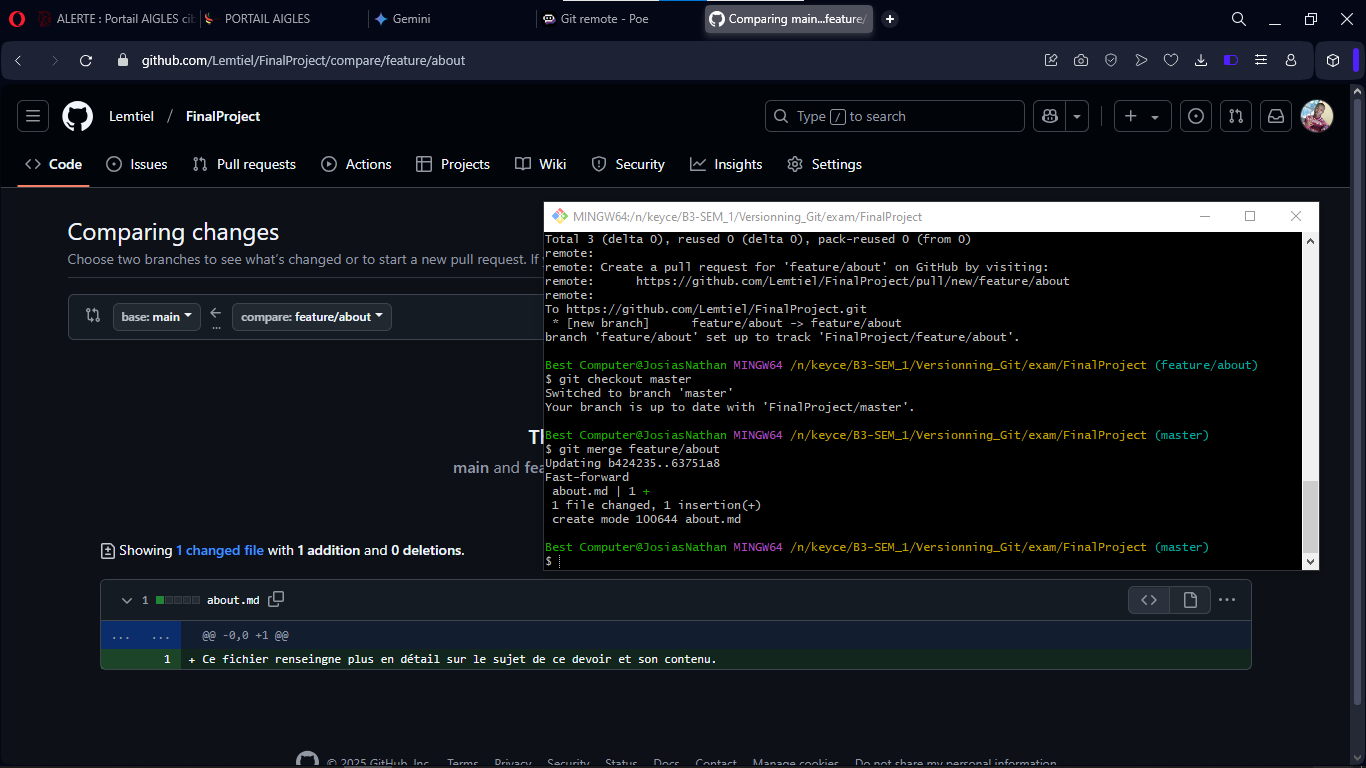 ALERTE : Portail AIGLES cib
PORTAIL AIGLES
Gemini
Git remote - Poe
Comparing main...feature/
github.com/Lemtiel/FinalProject/compare/feature/about
Lemtiel / FinalProject
Type / to search
Code
Issues
Pull requests
Actions
Projects
Wiki
Security
Insights
Settings
Comparing changes
Choose two branches to see what's changed or to start a new pull request. If
base: main
...
compare: feature/about
main and fea
MINGW64:/n/keyce/B3-SEM_1/Versionning_Git/exam/FinalProject
Total 3 (delta 0), reused 0 (delta 0), pack-reused 0 (from 0)
remote:
remote: Create a pull request for 'feature/about' on GitHub by visiting:
remote:      https://github.com/Lemtiel/FinalProject/pull/new/feature/about
remote:
To https://github.com/Lemtiel/FinalProject.git
 * [new branch]      feature/about -> feature/about
branch 'feature/about' set up to track 'FinalProject/feature/about'.
Best Computer@JosiasNathan MINGW64 /n/keyce/B3-SEM_1/Versionning_Git/exam/FinalProject (feature/about)
$ git checkout master
Switched to branch 'master'
Your branch is up to date with 'FinalProject/master'.
Best Computer@JosiasNathan MINGW64 /n/keyce/B3-SEM_1/Versionning_Git/exam/FinalProject (master)
$ git merge feature/about
Updating b424235..63751a8
Fast-forward
 about.md | 1 +
 1 file changed, 1 insertion(+)
 create mode 100644 about.md
Best Computer@JosiasNathan MINGW64 /n/keyce/B3-SEM_1/Versionning_Git/exam/FinalProject (master)
$
Showing 1 changed file with 1 addition and 0 deletions.
1 about.md
... ... @@ -0,0 +1 @@
1 + Ce fichier renseingne plus en détail sur le sujet de ce devoir et son contenu.
© 2025 GitHub, Inc. Terms Privacy Security Status Docs Contact Manage cookies Do not share my personal information